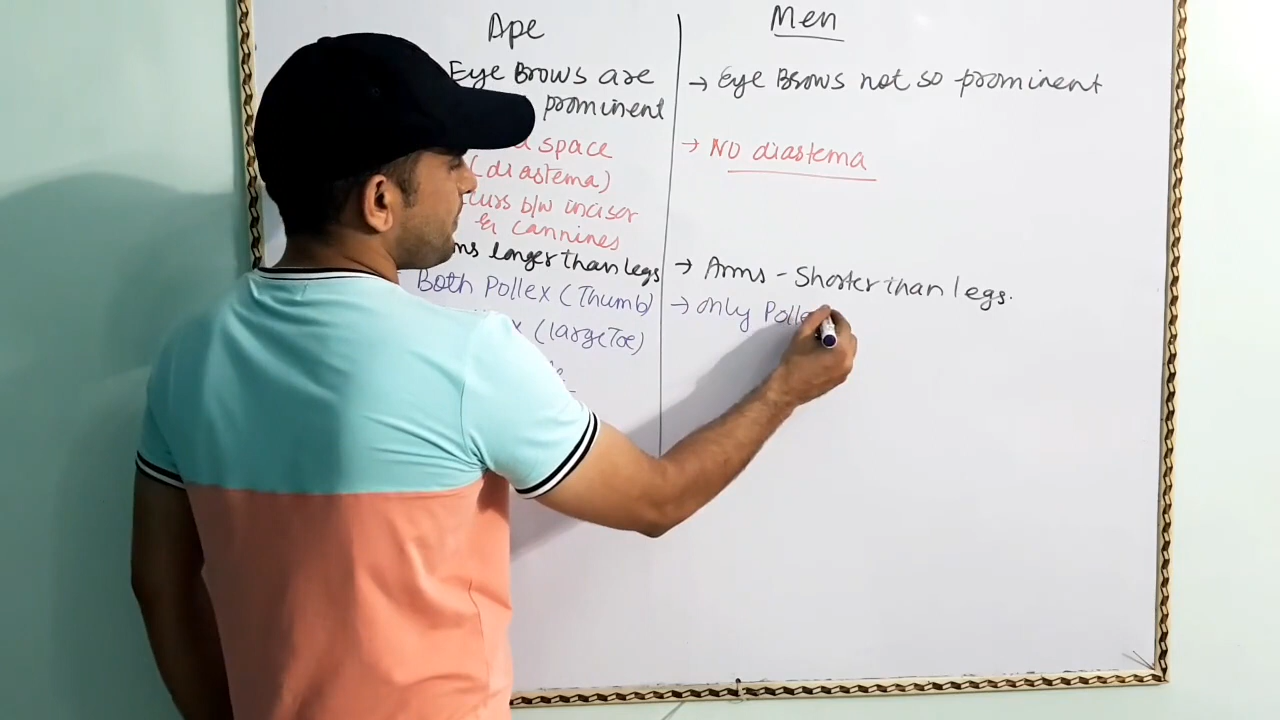 Ape
Eye Brows are
prominent
space
(diastema)
b/w incisor
& cannines
longer than legs
Both Pollex (Thumb)
(large Toe)
Men
→ Eye Brows not so prominent
→ No diastema
→ Arms - Shorter than legs.
→ only